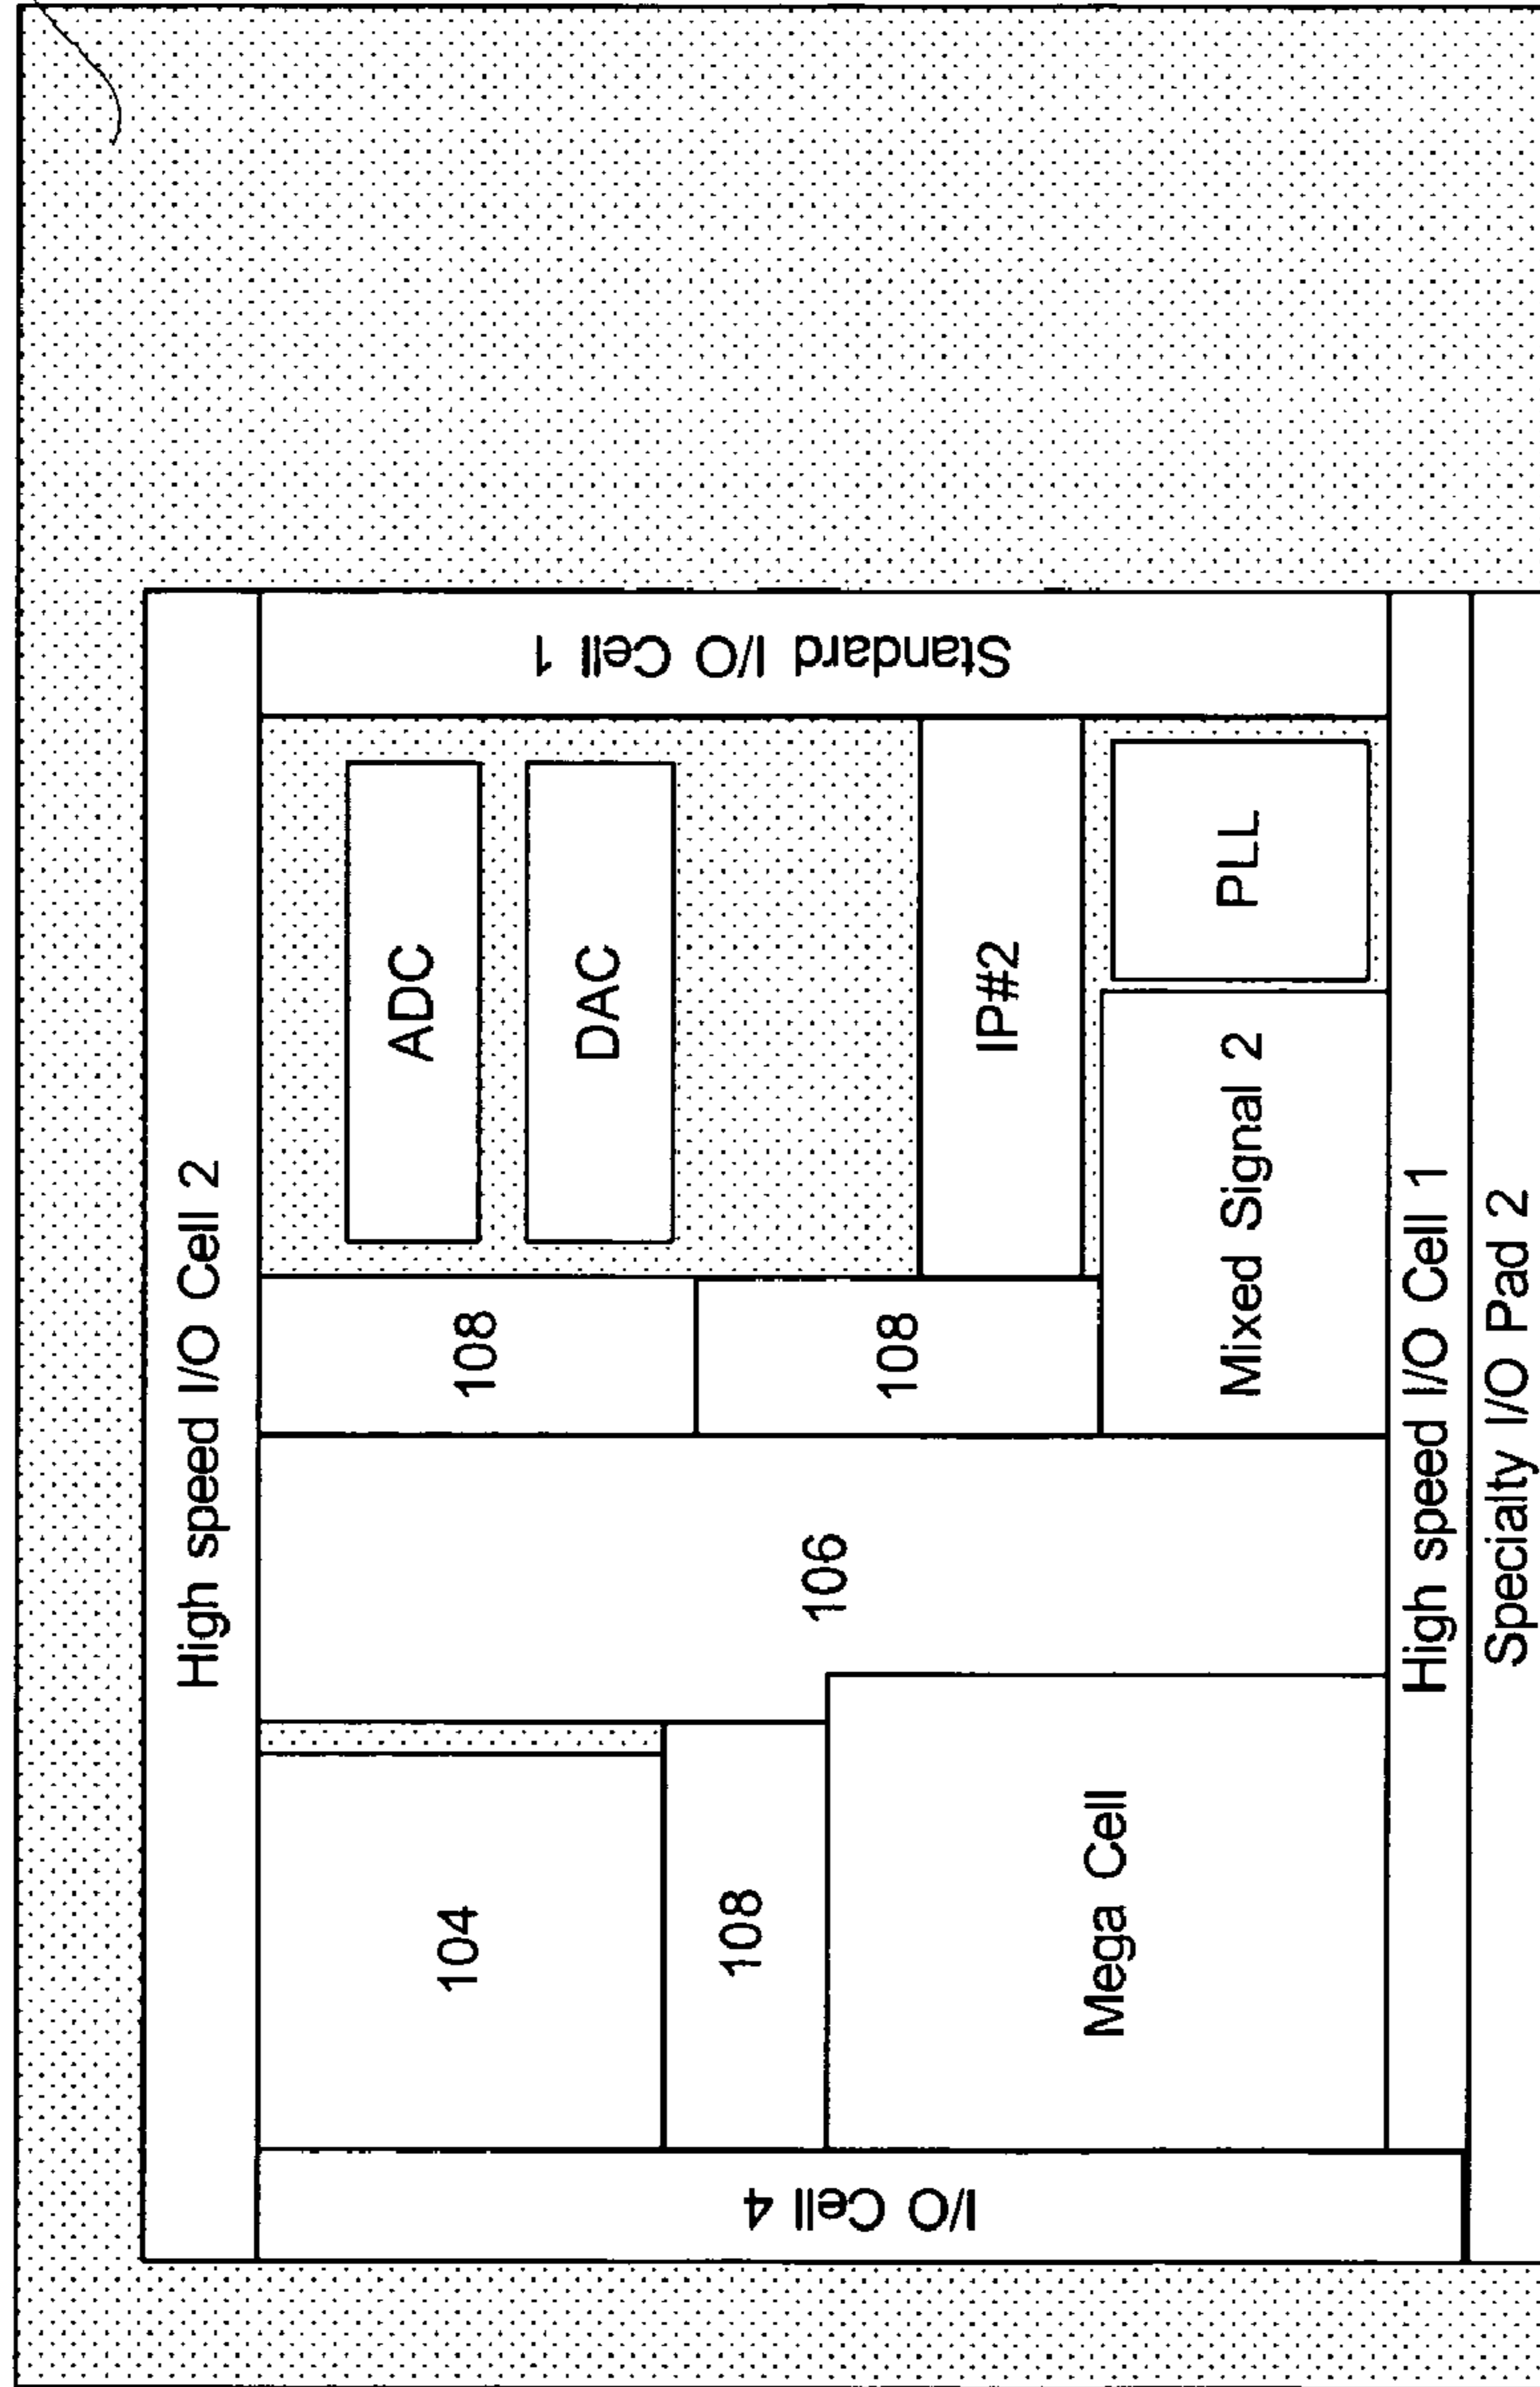 High speed I/O Cell 2
Standard I/O Cell 1
ADC
DAC
IP#2
PLL
Mixed Signal 2
108
108
106
104
108
Mega Cell
I/O Cell 4
High speed I/O Cell 1
Specialty I/O Pad 2